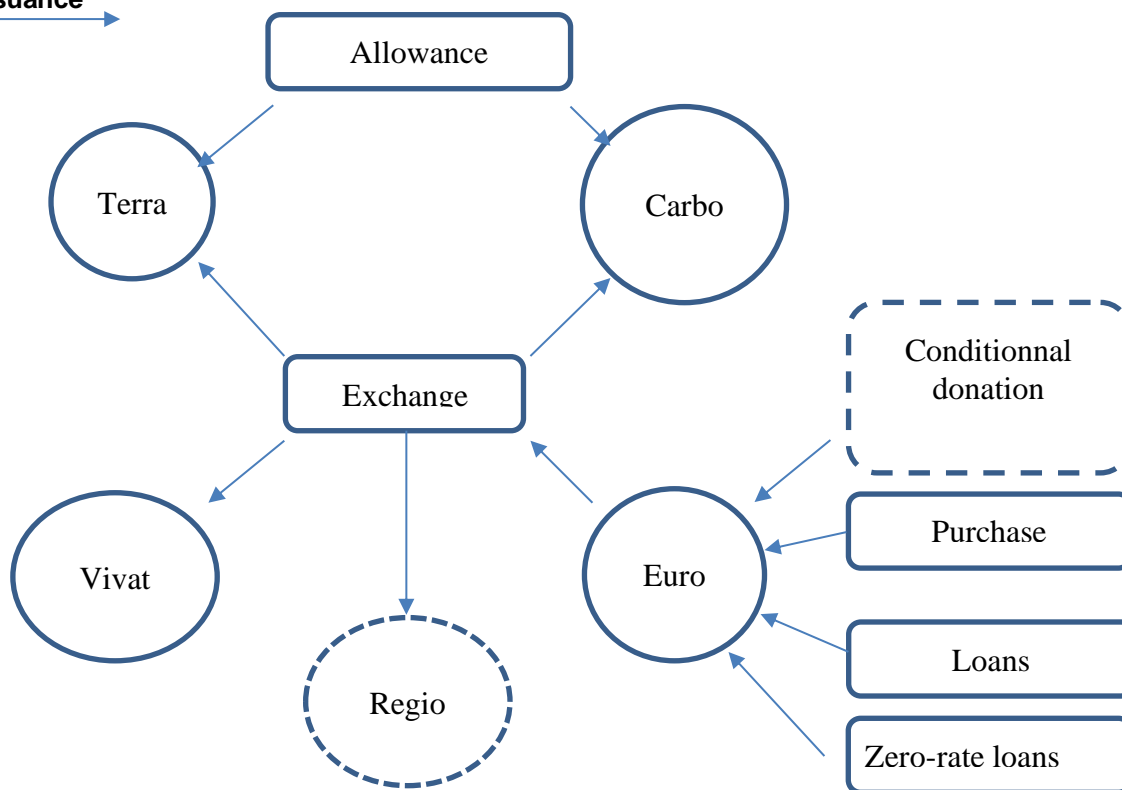 Allowance
Terra
Carbo
Conditionnal
donation
Exchange
Purchase
Vivat
Euro
Loans
Regio
Zero-rate loans